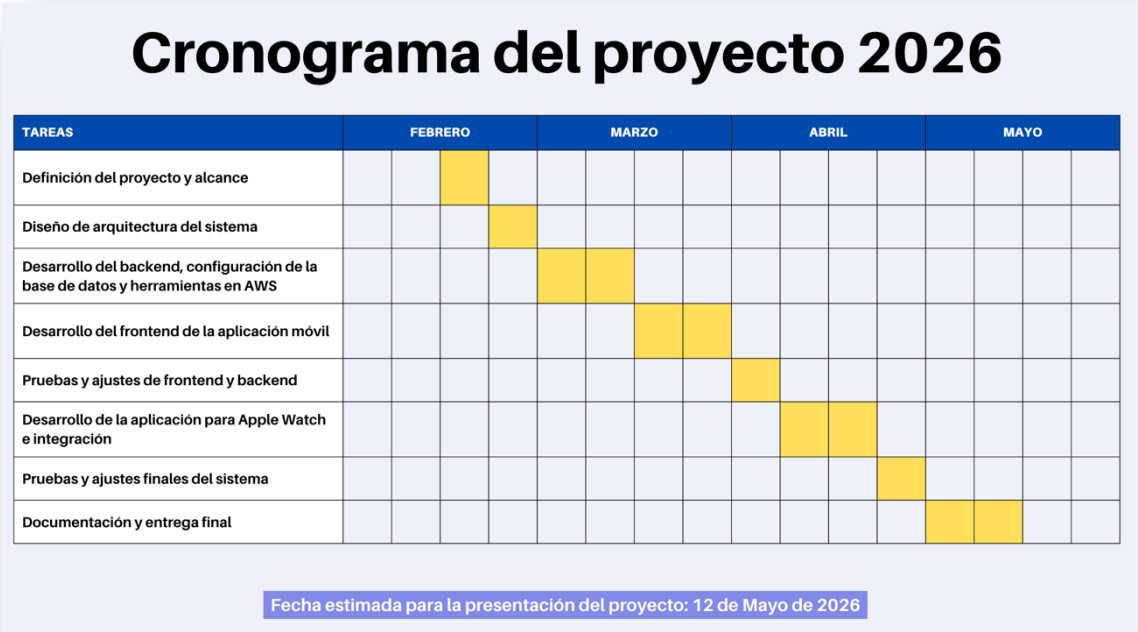 Cronograma del proyecto 2026
TAREAS
FEBRERO
MARZO
ABRIL
MAYO
Definición del proyecto y alcance
Diseño de arquitectura del sistema
Desarrollo del backend, configuración de la
base de datos y herramientas en AWS
Desarrollo del frontend de la aplicación móvil
Pruebas y ajustes de frontend y backend
Desarrollo de la aplicación para Apple Watch
e integración
Pruebas y ajustes finales del sistema
Documentación y entrega final
Fecha estimada para la presentación del proyecto: 12 de Mayo de 2026